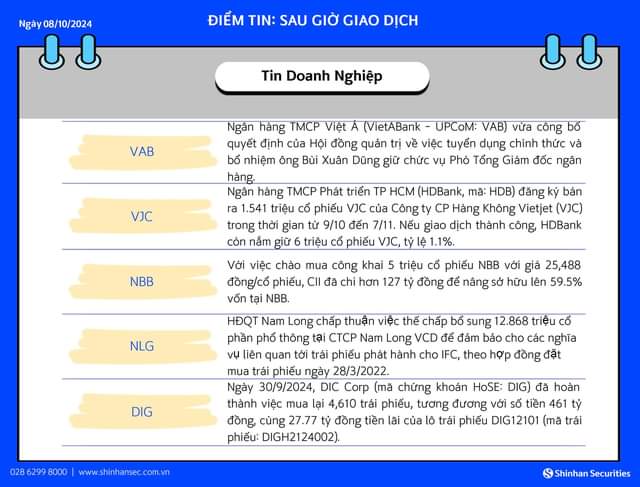 Ngày 08/10/2024
ĐIỂM TIN: SAU GIỜ GIAO DỊCH
Tin Doanh Nghiệp
VAB
Ngân hàng TMCP Việt Á (VietABank - UPCoM: VAB) vừa công bố
quyết định của Hội đồng quản trị về việc tuyển dụng chính thức và
bổ nhiệm ông Bùi Xuân Dũng giữ chức vụ Phó Tổng Giám đốc ngân
hàng.
VJC
Ngân hàng TMCP Phát triển TP HCM (HDBank, mã: HDB) đăng ký bán
ra 1.541 triệu cổ phiếu VJC của Công ty CP Hàng Không Vietjet (VJC)
trong thời gian từ 9/10 đến 7/11. Nếu giao dịch thành công, HDBank
còn nắm giữ 6 triệu cổ phiếu VJC, tỷ lệ 1.1%.
NBB
Với việc chào mua công khai 5 triệu cổ phiếu NBB với giá 25,488
đồng/cổ phiếu, CII đã chi hơn 127 tỷ đồng để nâng sở hữu lên 59.5%
vốn tại NBB.
NLG
HĐQT Nam Long chấp thuận việc thế chấp bổ sung 12.868 triệu cổ
phần phổ thông tại CTCP Nam Long VCD để đảm bảo cho các nghĩa
vụ liên quan tới trái phiếu phát hành cho IFC, theo hợp đồng đặt
mua trái phiếu ngày 28/3/2022.
DIG
Ngày 30/9/2024, DIC Corp (mã chứng khoán HoSE: DIG) đã hoàn
thành việc mua lại 4,610 trái phiếu, tương đương với số tiền 461 tỷ
đồng, cùng 27.77 tỷ đồng tiền lãi của lô trái phiếu DIG12101 (mã trái
phiếu: DIGH2124002).
028 6299 8000 | www.shinhansec.com.vn
Shinhan Securities